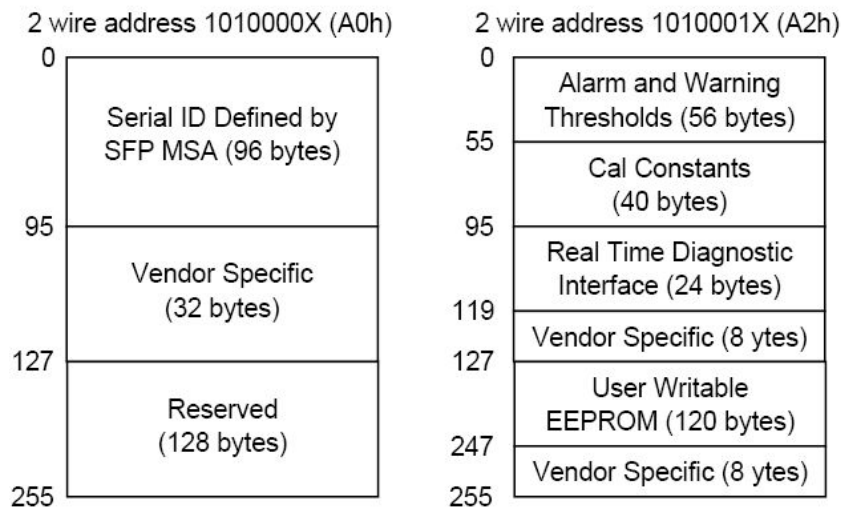 2 wire address 1010000X (A0h)
0
Serial ID Defined by
SFP MSA (96 bytes)
95
Vendor Specific
(32 bytes)
127
Reserved
(128 bytes)
255
2 wire address 1010001X (A2h)
0
Alarm and Warning
Thresholds (56 bytes)
55
Cal Constants
(40 bytes)
95
Real Time Diagnostic
Interface (24 bytes)
119
Vendor Specific (8 ytes)
127
User Writable
EEPROM (120 bytes)
247
Vendor Specific (8 ytes)
255